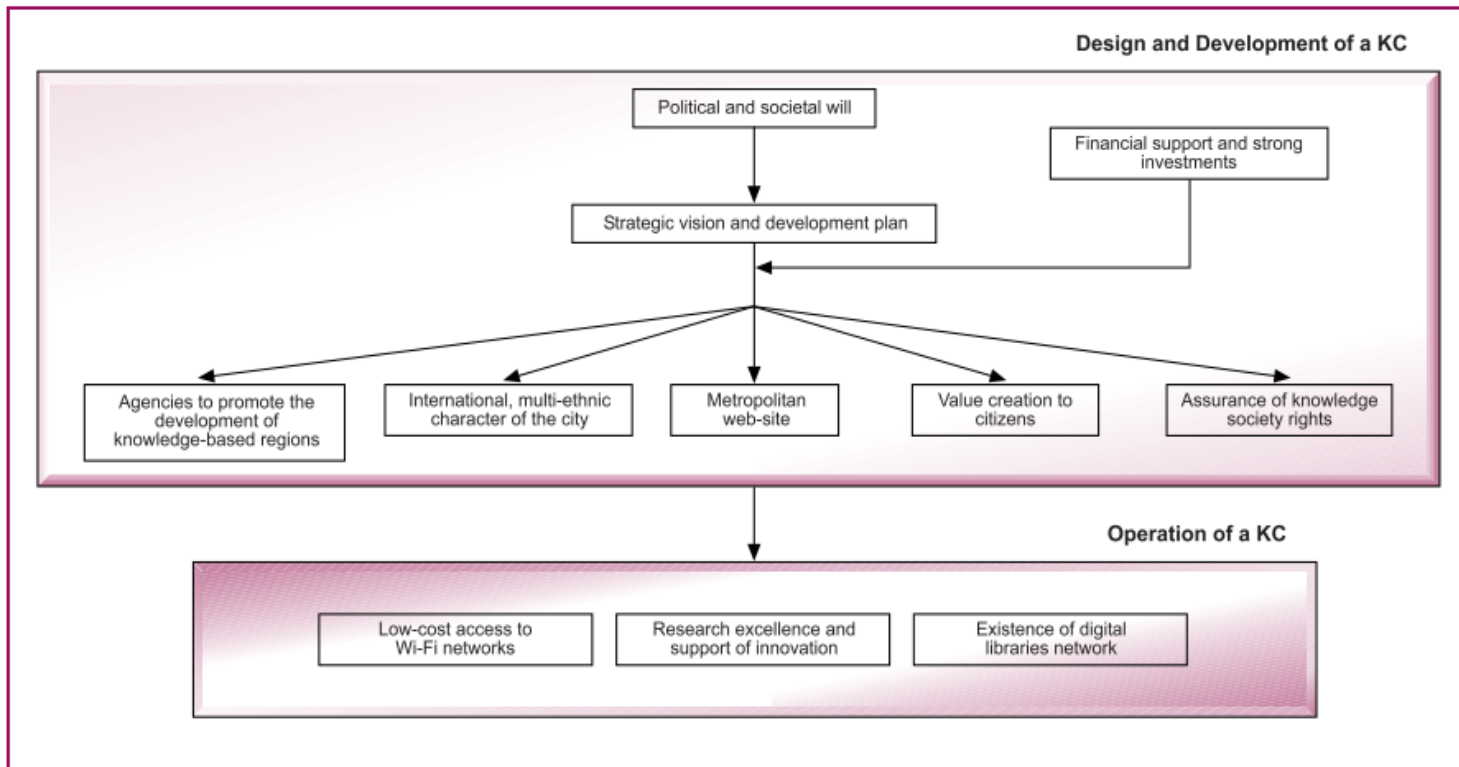 Design and Development of a KC
Political and societal will
Financial support and strong
investments
Strategic vision and development plan
Agencies to promote the
development of
knowledge-based regions
International, multi-ethnic
character of the city
Metropolitan
web-site
Value creation to
citizens
Assurance of knowledge
society rights
Operation of a KC
Low-cost access to
Wi-Fi networks
Research excellence and
support of innovation
Existence of digital
libraries network